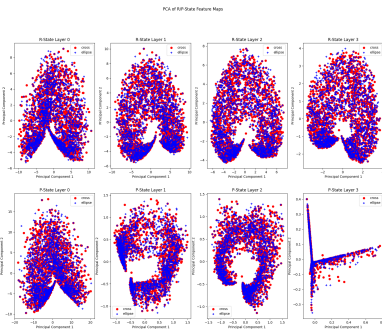 PCA of R/P-State Feature Maps
R-State Layer 0
R-State Layer 1
R-State Layer 2
R-State Layer 3
cross
ellipse
cross
ellipse
cross
ellipse
cross
ellipse
Principal Component 2
Principal Component 2
Principal Component 2
Principal Component 2
Principal Component 1
Principal Component 1
Principal Component 1
Principal Component 1
P-State Layer 0
P-State Layer 1
P-State Layer 2
P-State Layer 3
cross
ellipse
cross
ellipse
cross
ellipse
cross
ellipse
Principal Component 2
Principal Component 2
Principal Component 2
Principal Component 2
Principal Component 1
Principal Component 1
Principal Component 1
Principal Component 1